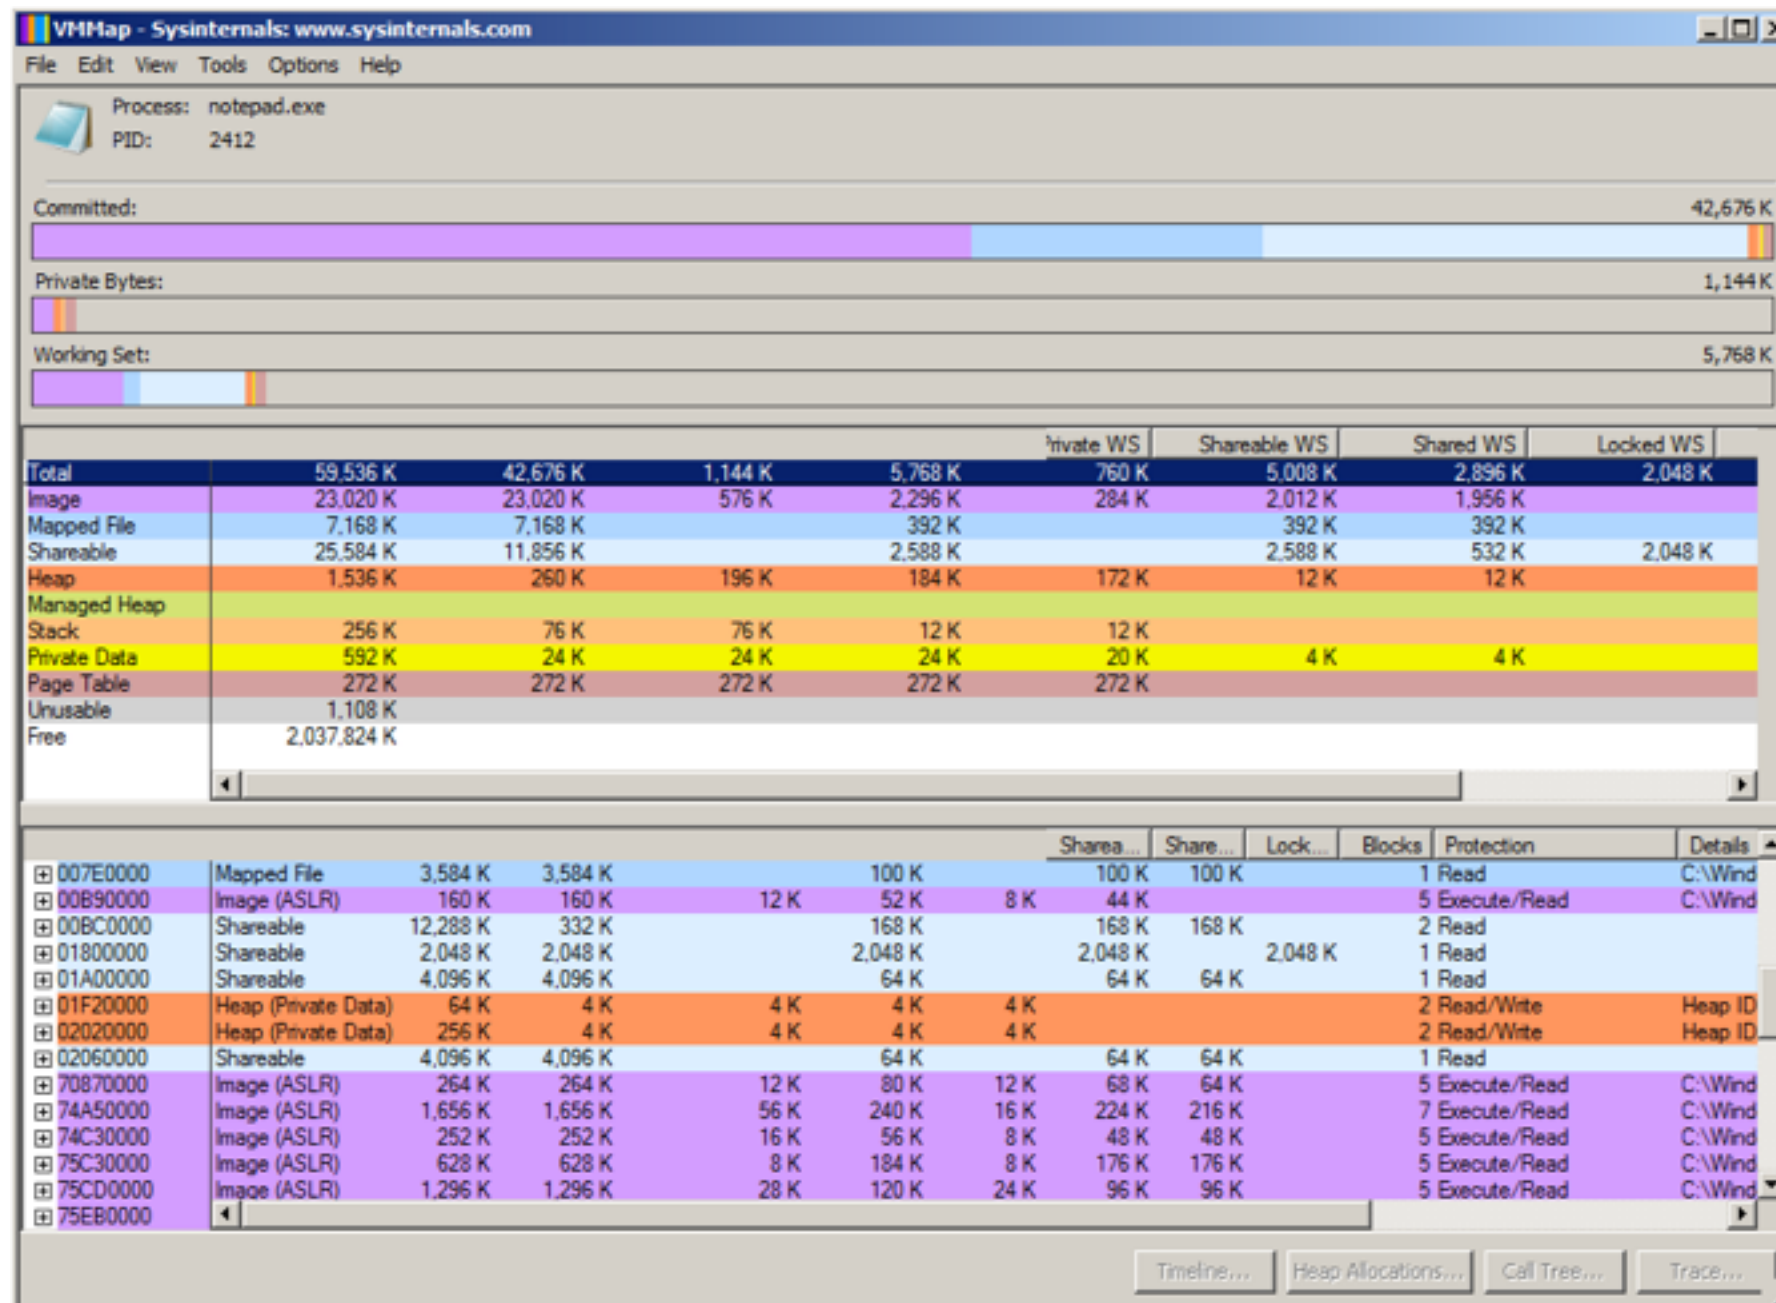 VMMap - Sysinternals: www.sysinternals.com
File Edit View Tools Options Help
Process: notepad.exe
PID: 2412
Committed: 42,676 K
Private Bytes: 1,144 K
Working Set: 5,768 K
Private WS Shareable WS Shared WS Locked WS
Total 59,536 K 42,676 K 1,144 K 5,768 K 760 K 5,008 K 2,896 K 2,048 K
Image 23,020 K 23,020 K 576 K 2,296 K 284 K 2,012 K 1,956 K
Mapped File 7,168 K 7,168 K 392 K 392 K 392 K
Shareable 25,584 K 11,856 K 2,588 K 2,588 K 532 K 2,048 K
Heap 1,536 K 260 K 196 K 184 K 172 K 12 K 12 K
Managed Heap
Stack 256 K 76 K 76 K 12 K 12 K
Private Data 592 K 24 K 24 K 24 K 20 K 4 K 4 K
Page Table 272 K 272 K 272 K 272 K 272 K
Unusable 1,108 K
Free 2,037,824 K
Sharea... Share... Lock... Blocks Protection Details
007E0000 Mapped File 3,584 K 3,584 K 100 K 100 K 100 K 1 Read C:\Wind
00B90000 Image (ASLR) 160 K 160 K 12 K 52 K 8 K 44 K 5 Execute/Read C:\Wind
00BC0000 Shareable 12,288 K 332 K 168 K 168 K 168 K 2 Read
01800000 Shareable 2,048 K 2,048 K 2,048 K 2,048 K 2,048 K 1 Read
01A00000 Shareable 4,096 K 4,096 K 64 K 64 K 64 K 1 Read
01F20000 Heap (Private Data) 64 K 4 K 4 K 4 K 4 K 2 Read/Write Heap ID
02020000 Heap (Private Data) 256 K 4 K 4 K 4 K 4 K 2 Read/Write Heap ID
02060000 Shareable 4,096 K 4,096 K 64 K 64 K 64 K 1 Read
70870000 Image (ASLR) 264 K 264 K 12 K 80 K 12 K 68 K 64 K 5 Execute/Read C:\Wind
74A50000 Image (ASLR) 1,656 K 1,656 K 56 K 240 K 16 K 224 K 216 K 7 Execute/Read C:\Wind
74C30000 Image (ASLR) 252 K 252 K 16 K 56 K 8 K 48 K 48 K 5 Execute/Read C:\Wind
75C30000 Image (ASLR) 628 K 628 K 8 K 184 K 8 K 176 K 176 K 5 Execute/Read C:\Wind
75CD0000 Image (ASLR) 1,296 K 1,296 K 28 K 120 K 24 K 96 K 96 K 5 Execute/Read C:\Wind
75EB0000
Timeline... Heap Allocations... Call Tree... Trace...